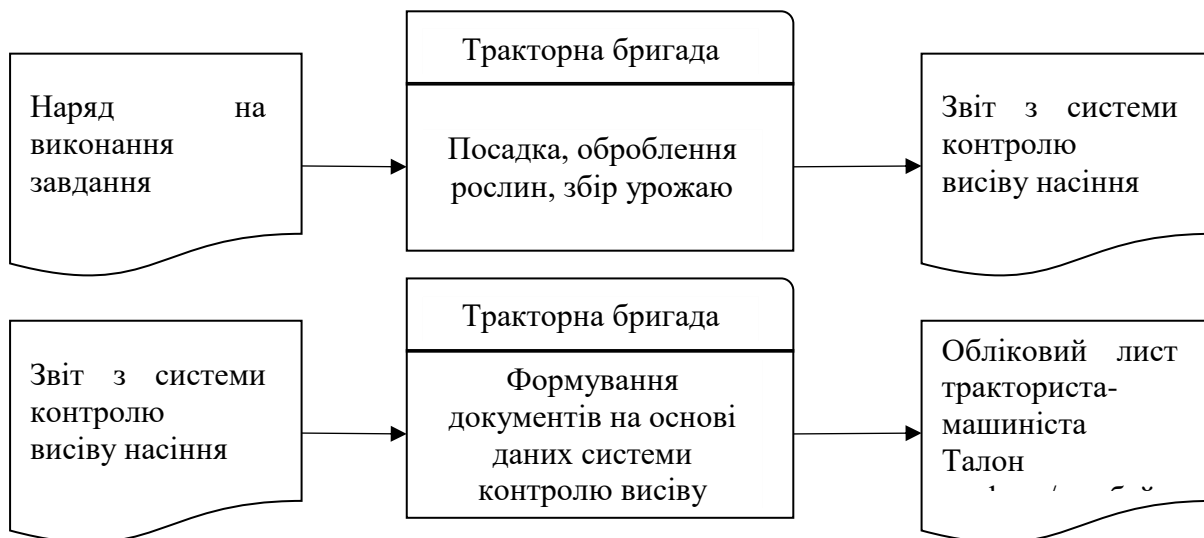 Тракторна бригада
Наряд на
виконання
завдання
Посадка, оброблення
рослин, збір урожаю
Звіт з системи
контролю
висіву насіння
Тракторна бригада
Звіт з системи
контролю
висіву насіння
Формування
документів на основі
даних системи
контролю висіву
Обліковий лист
тракториста-
машиніста
Талон